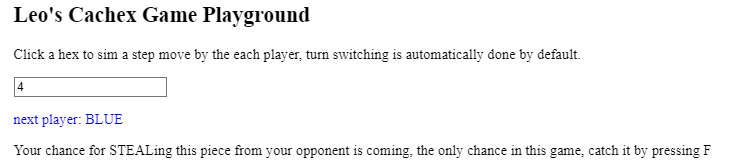 Leo's Cachex Game Playground
Click a hex to sim a step move by the each player, turn switching is automatically done by default.
4
next player: BLUE
Your chance for STEALing this piece from your opponent is coming, the only chance in this game, catch it by pressing F